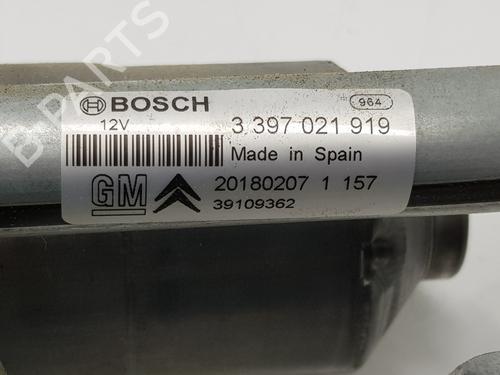 B PARTS
BOSCH
964
12V
3 397 021 919
Made in Spain
GM
20180207 1 157
39109362